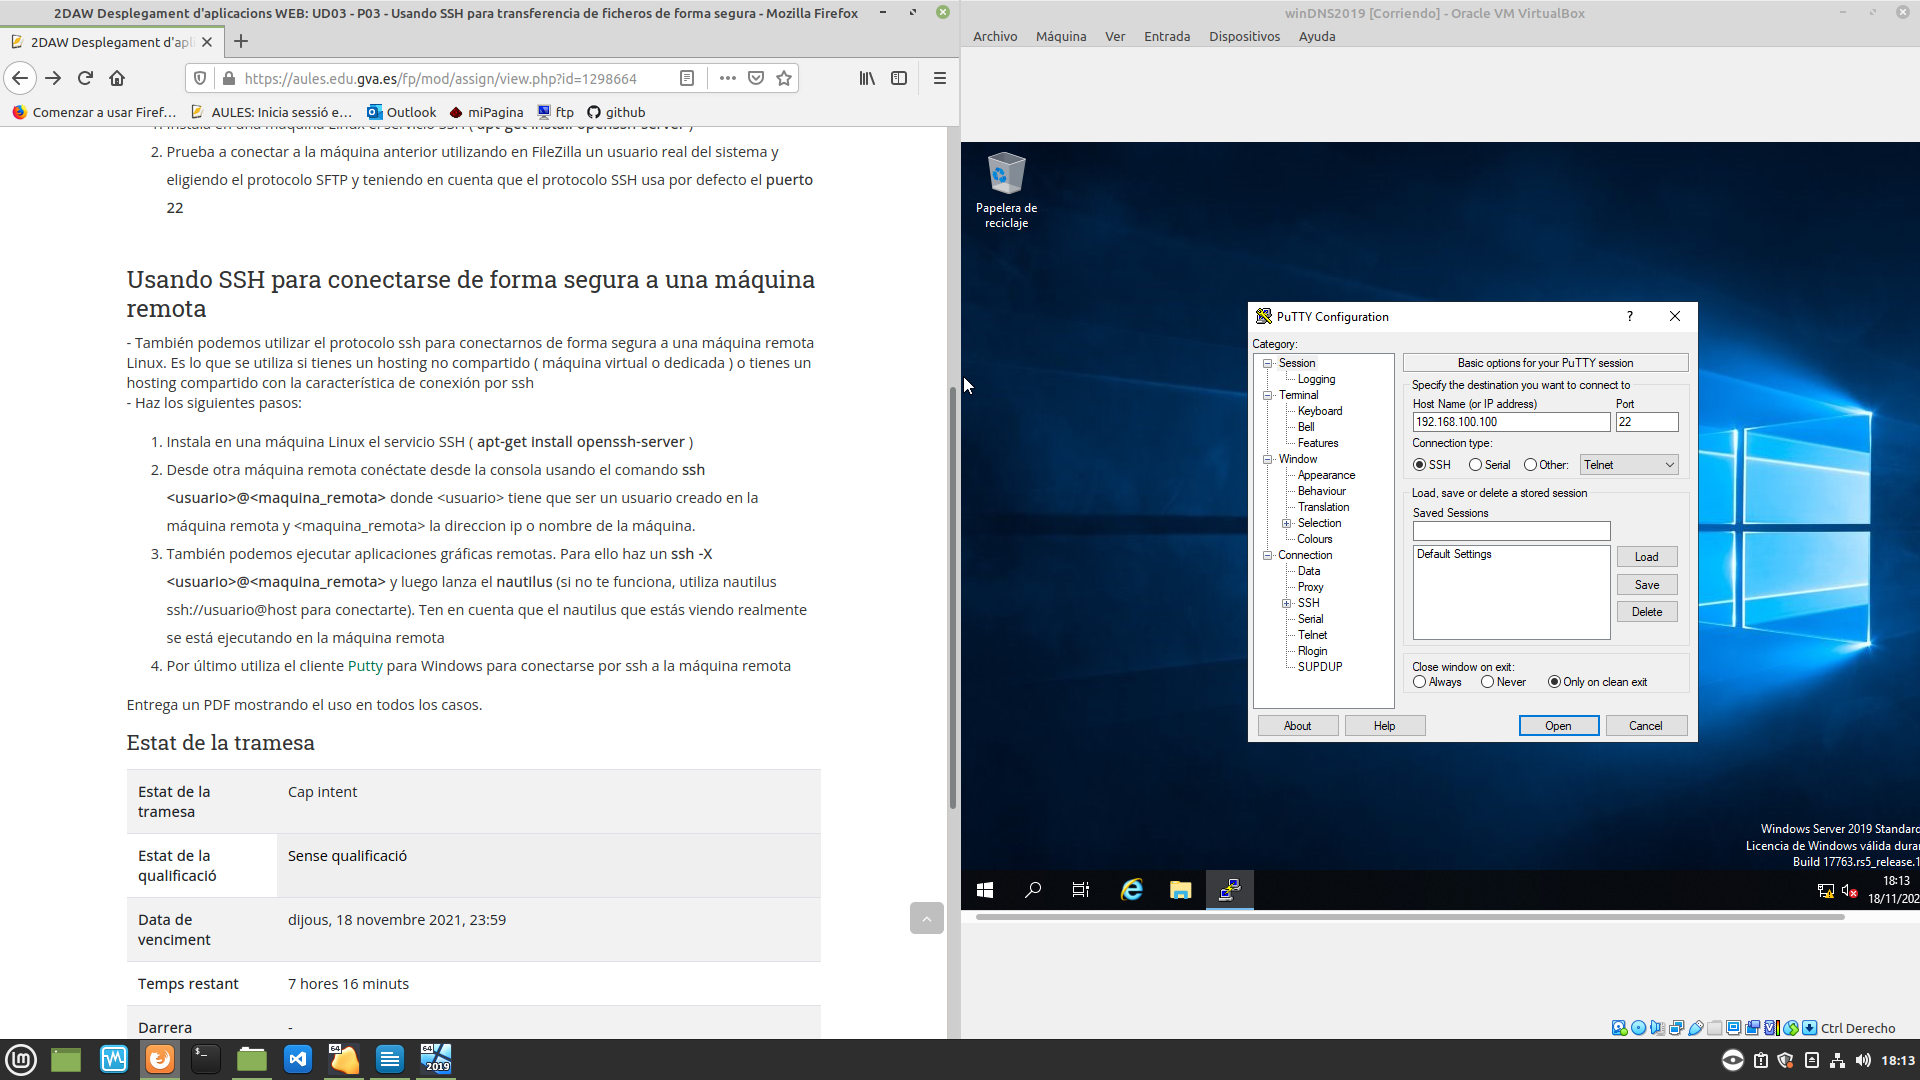 2DAW Desplegament d'aplicacions WEB: UD03 - P03 - Usando SSH para transferencia de ficheros de forma segura - Mozilla Firefox
2DAW Desplegament d'apl
https://aules.edu.gva.es/fp/mod/assign/view.php?id=1298664
Comenzar a usar Firef… AULES: Inicia sessió e… Outlook miPagina ftp github
1. Instala en una máquina Linux el servicio SSH ( apt-get install openssh-server )
2. Prueba a conectar a la máquina anterior utilizando en FileZilla un usuario real del sistema y
eligiendo el protocolo SFTP y teniendo en cuenta que el protocolo SSH usa por defecto el puerto
22
Usando SSH para conectarse de forma segura a una máquina
remota
- También podemos utilizar el protocolo ssh para conectarnos de forma segura a una máquina remota
Linux. Es lo que se utiliza si tienes un hosting no compartido ( máquina virtual o dedicada ) o tienes un
hosting compartido con la característica de conexión por ssh
- Haz los siguientes pasos:
1. Instala en una máquina Linux el servicio SSH ( apt-get install openssh-server )
2. Desde otra máquina remota conéctate desde la consola usando el comando ssh
<usuario>@<maquina_remota> donde <usuario> tiene que ser un usuario creado en la
máquina remota y <maquina_remota> la direccion ip o nombre de la máquina.
3. También podemos ejecutar aplicaciones gráficas remotas. Para ello haz un ssh -X
<usuario>@<maquina_remota> y luego lanza el nautilus (si no te funciona, utiliza nautilus
ssh://usuario@host para conectarte). Ten en cuenta que el nautilus que estás viendo realmente
se está ejecutando en la máquina remota
4. Por último utiliza el cliente Putty para Windows para conectarse por ssh a la máquina remota
Entrega un PDF mostrando el uso en todos los casos.
Estat de la tramesa
Estat de la
tramesa
Cap intent
Estat de la
qualificació
Sense qualificació
Data de
venciment
dijous, 18 novembre 2021, 23:59
Temps restant
7 hores 16 minuts
Darrera
-
winDNS2019 [Corriendo] - Oracle VM VirtualBox
Archivo Máquina Ver Entrada Dispositivos Ayuda
Papelera de
reciclaje
PuTTY Configuration
?
Category:
Session
Logging
Terminal
Keyboard
Bell
Features
Window
Appearance
Behaviour
Translation
Selection
Colours
Connection
Data
Proxy
SSH
Serial
Telnet
Rlogin
SUPDUP
Basic options for your PuTTY session
Specify the destination you want to connect to
Host Name (or IP address) Port
192.168.100.100 22
Connection type:
SSH Serial Other: Telnet
Load, save or delete a stored session
Saved Sessions
Default Settings
Load
Save
Delete
Close window on exit:
Always Never Only on clean exit
About Help Open Cancel
Windows Server 2019 Standard
Licencia de Windows válida dura
Build 17763.rs5_release.1
18:13
18/11/202
Ctrl Derecho
64
64
2019
18:13